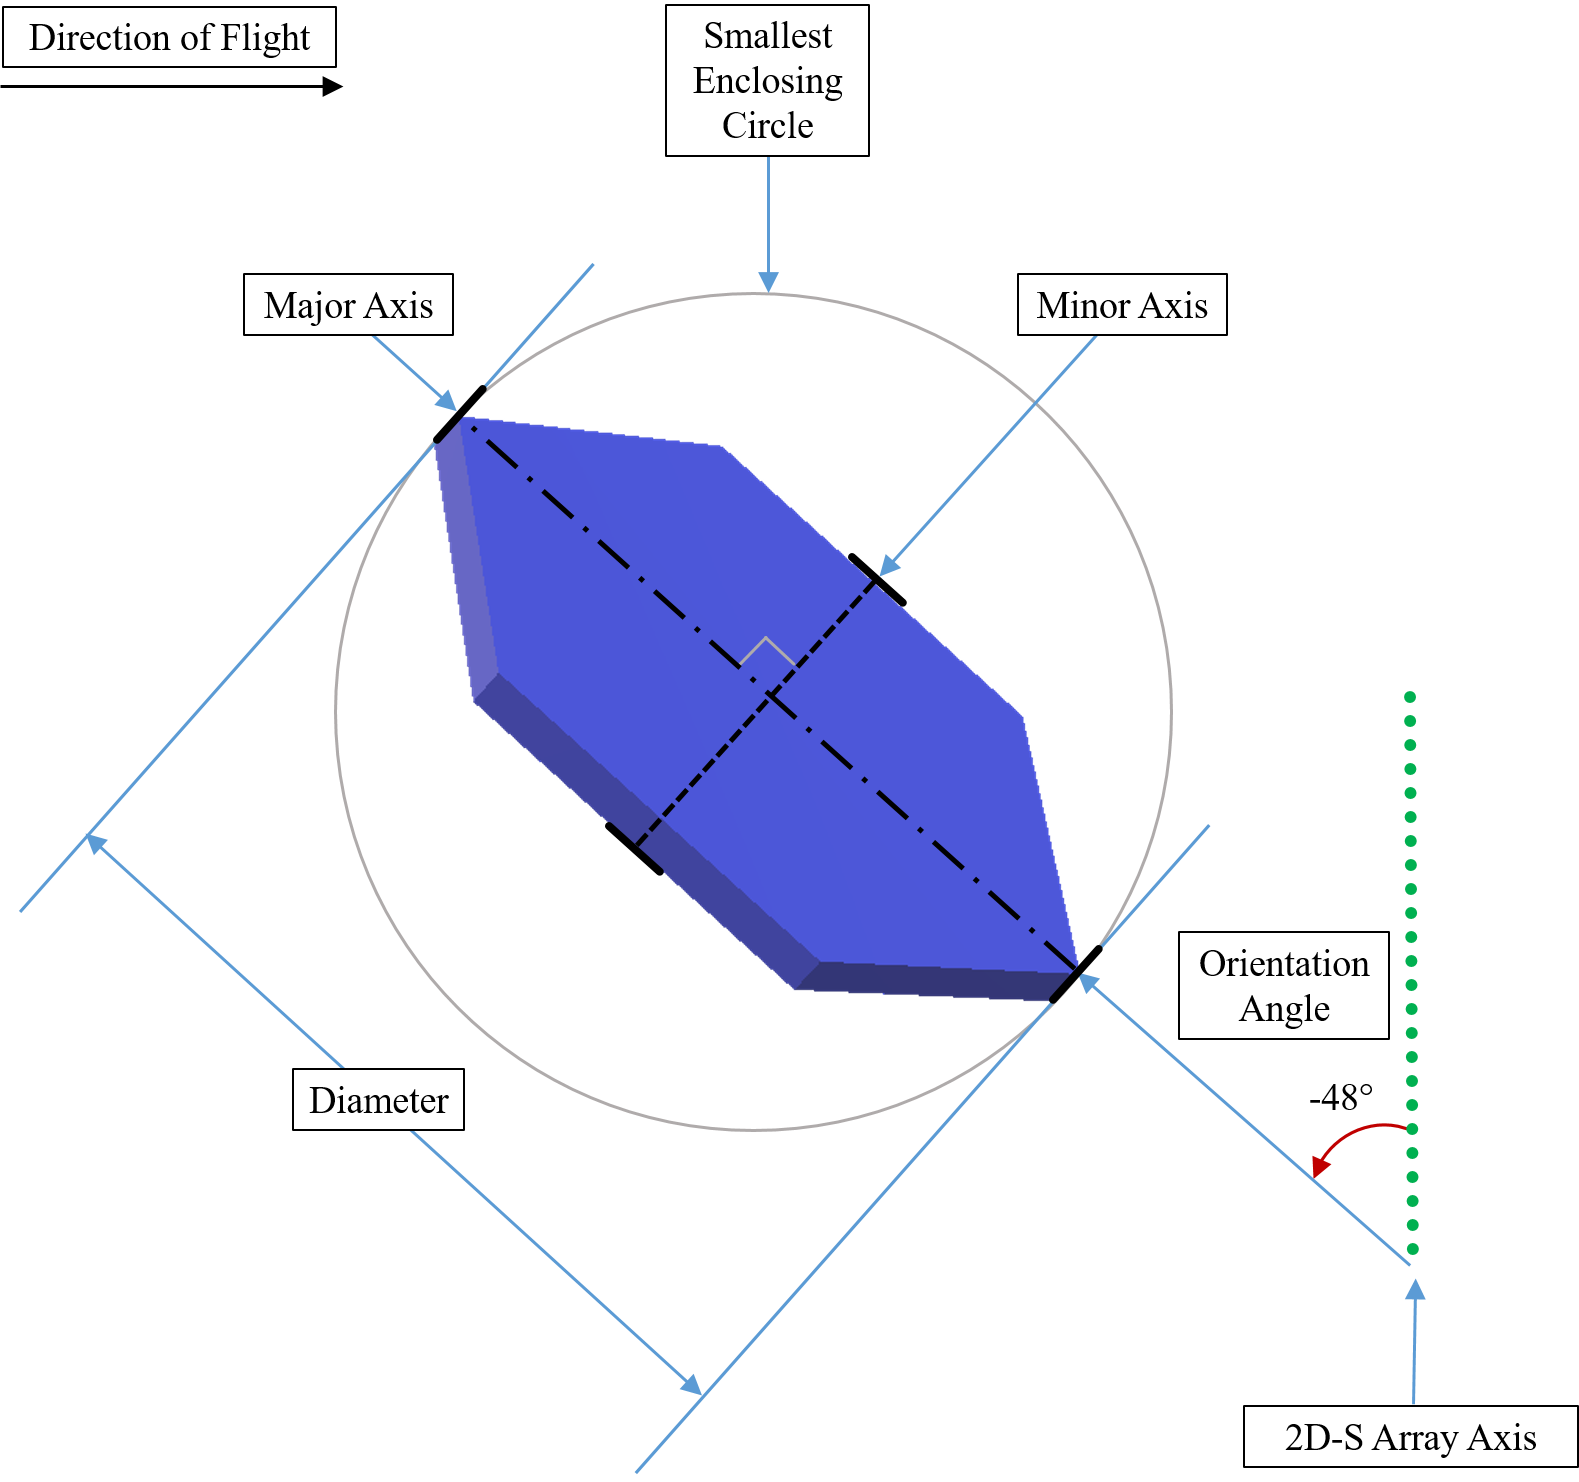 Direction of Flight
Smallest
Enclosing
Circle
Major Axis
Minor Axis
Orientation
Angle
-48°
Diameter
2D-S Array Axis